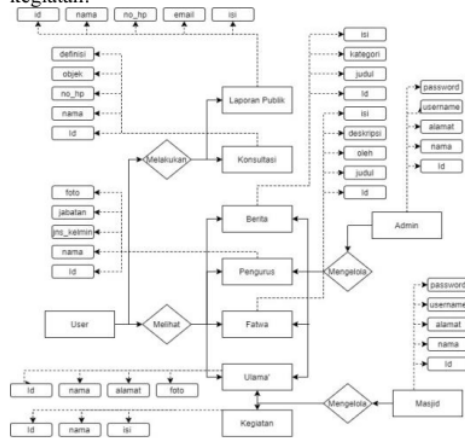 kegiatan.
id nama no_hp email isi
definisi
objek
no_hp
nama
Id
Laporan Publik
Melakukan
Konsultasi
isi
kategori
judul
Id
isi
deskripsi
oleh
judul
Id
password
username
alamat
nama
Id
foto
jabatan
jns_kelmin
nama
Id
Berita
Admin
Pengurus
Mengelola
User
Melihat
Fatwa
password
username
alamat
nama
Id
Ulama'
Id nama alamat foto
Mengelola
Masjid
Kegiatan
Id nama isi